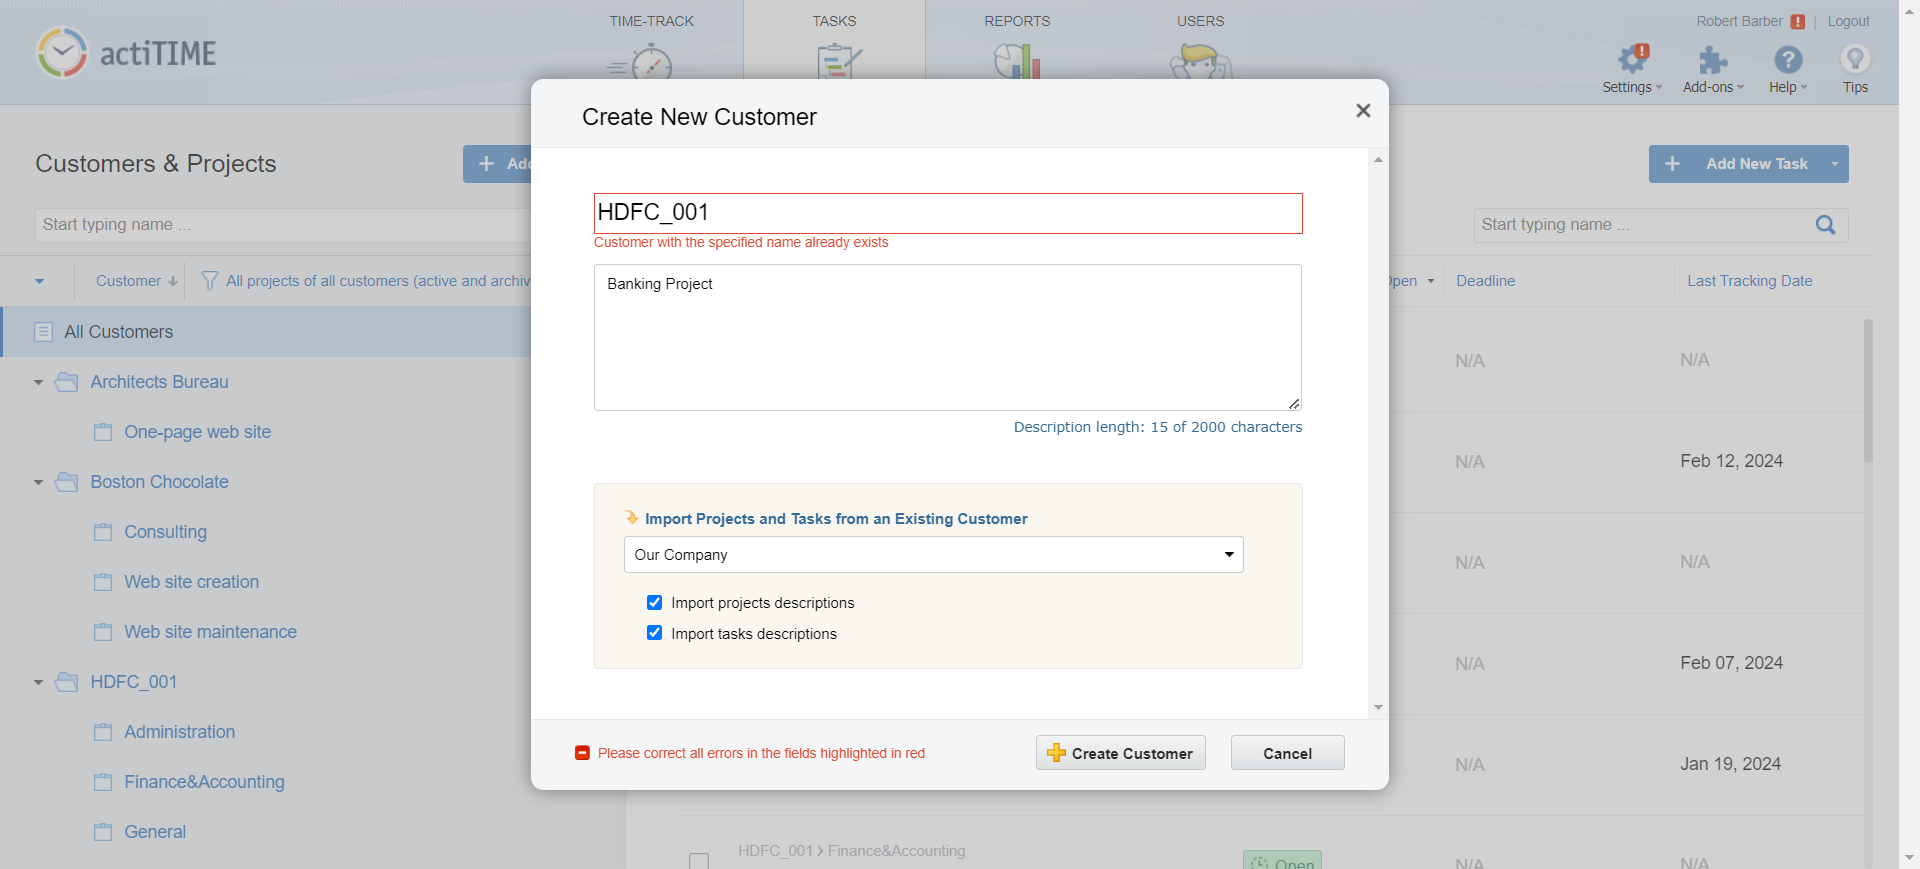 TIME-TRACK
TASKS
REPORTS
USERS
Robert Barber
Logout
actiTIME
Settings
Add-ons
Help
Tips
Create New Customer
Customers & Projects
Add New Task
HDFC_001
Start typing name ...
Start typing name ...
Customer with the specified name already exists
Customer
All projects of all customers (active and archiv
Banking Project
Deadline
Last Tracking Date
All Customers
Architects Bureau
N/A
N/A
One-page web site
Description length: 15 of 2000 characters
Boston Chocolate
N/A
Feb 12, 2024
Import Projects and Tasks from an Existing Customer
Consulting
Our Company
N/A
N/A
Web site creation
Import projects descriptions
Web site maintenance
Import tasks descriptions
N/A
Feb 07, 2024
HDFC_001
Administration
Please correct all errors in the fields highlighted in red
Create Customer
Cancel
N/A
Jan 19, 2024
Finance&Accounting
General
HDFC_001 > Finance&Accounting
Open
N/A
N/A